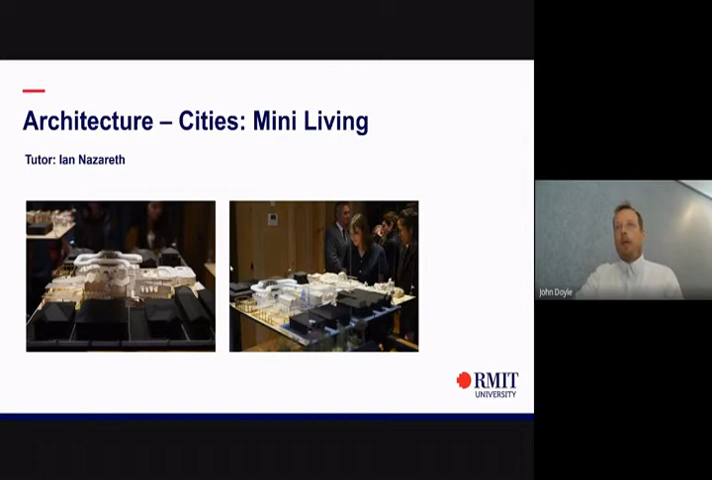 Architecture – Cities: Mini Living
Tutor: Ian Nazareth
John Doyle
RMIT
UNIVERSITY